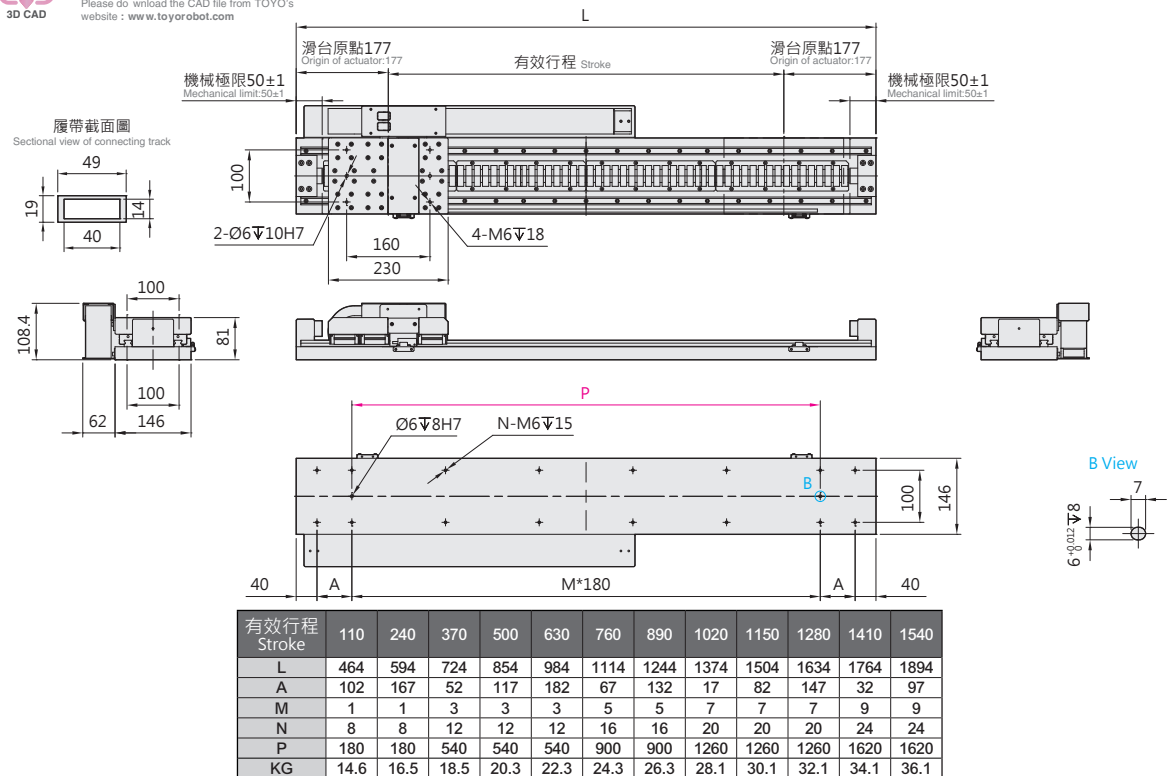 3D CAD
Please do wnload the CAD file from TOYO's
website : www.toyorobot.com
L
滑台原點177
Origin of actuator:177
有效行程 Stroke
滑台原點177
Origin of actuator:177
機械極限50±1
Mechanical limit:50±1
機械極限50±1
Mechanical limit:50±1
履帶截面圖
Sectional view of connecting track
49
19
14
40
100
2-Ø6↧10H7
4-M6↧18
160
230
100
108.4
81
100
62
146
P
Ø6↧8H7
N-M6↧15
B
100
146
B View
7
6 +0.012 0 ↧8
40
A
M*180
A
40
有效行程 Stroke 110 240 370 500 630 760 890 1020 1150 1280 1410 1540
L 464 594 724 854 984 1114 1244 1374 1504 1634 1764 1894
A 102 167 52 117 182 67 132 17 82 147 32 97
M 1 1 3 3 3 5 5 7 7 7 9 9
N 8 8 12 12 12 16 16 20 20 20 24 24
P 180 180 540 540 540 900 900 1260 1260 1260 1620 1620
KG 14.6 16.5 18.5 20.3 22.3 24.3 26.3 28.1 30.1 32.1 34.1 36.1